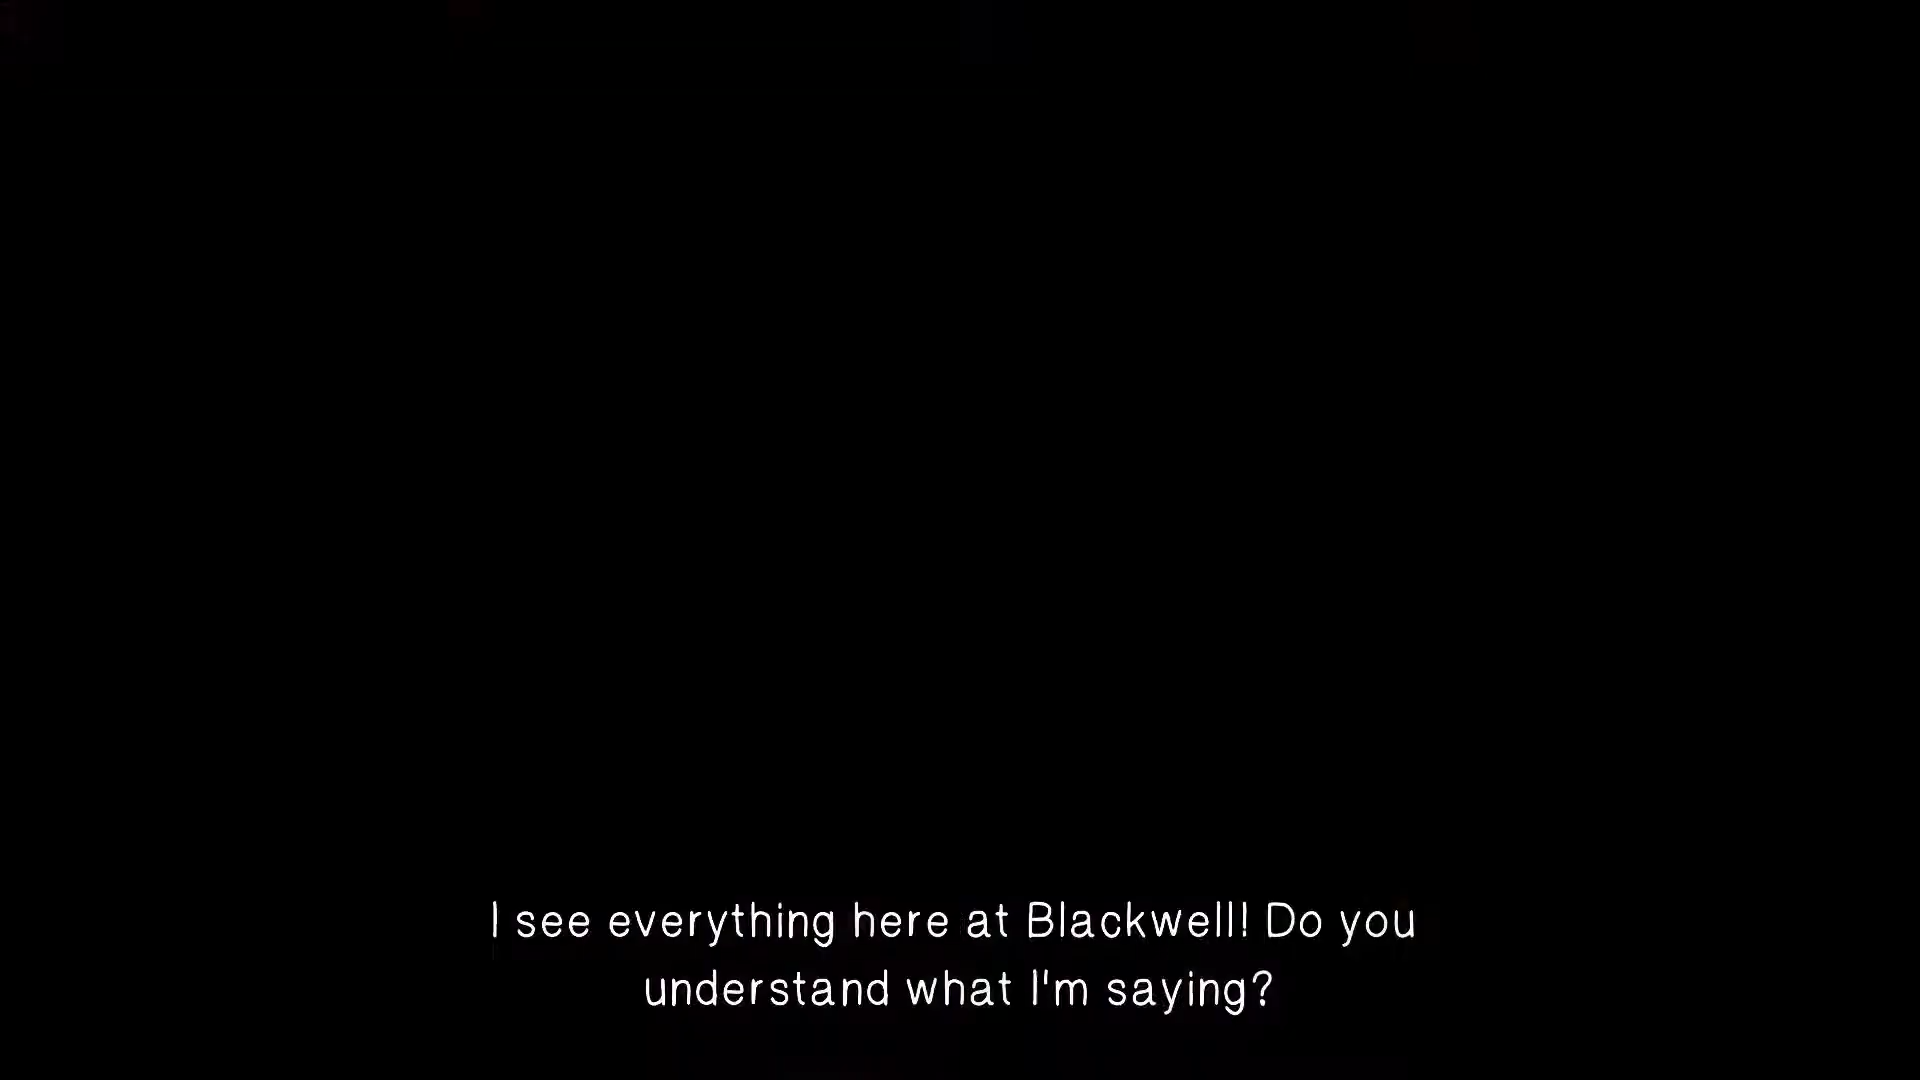 I see everything here at Blackwell! Do you
understand what I'm saying?